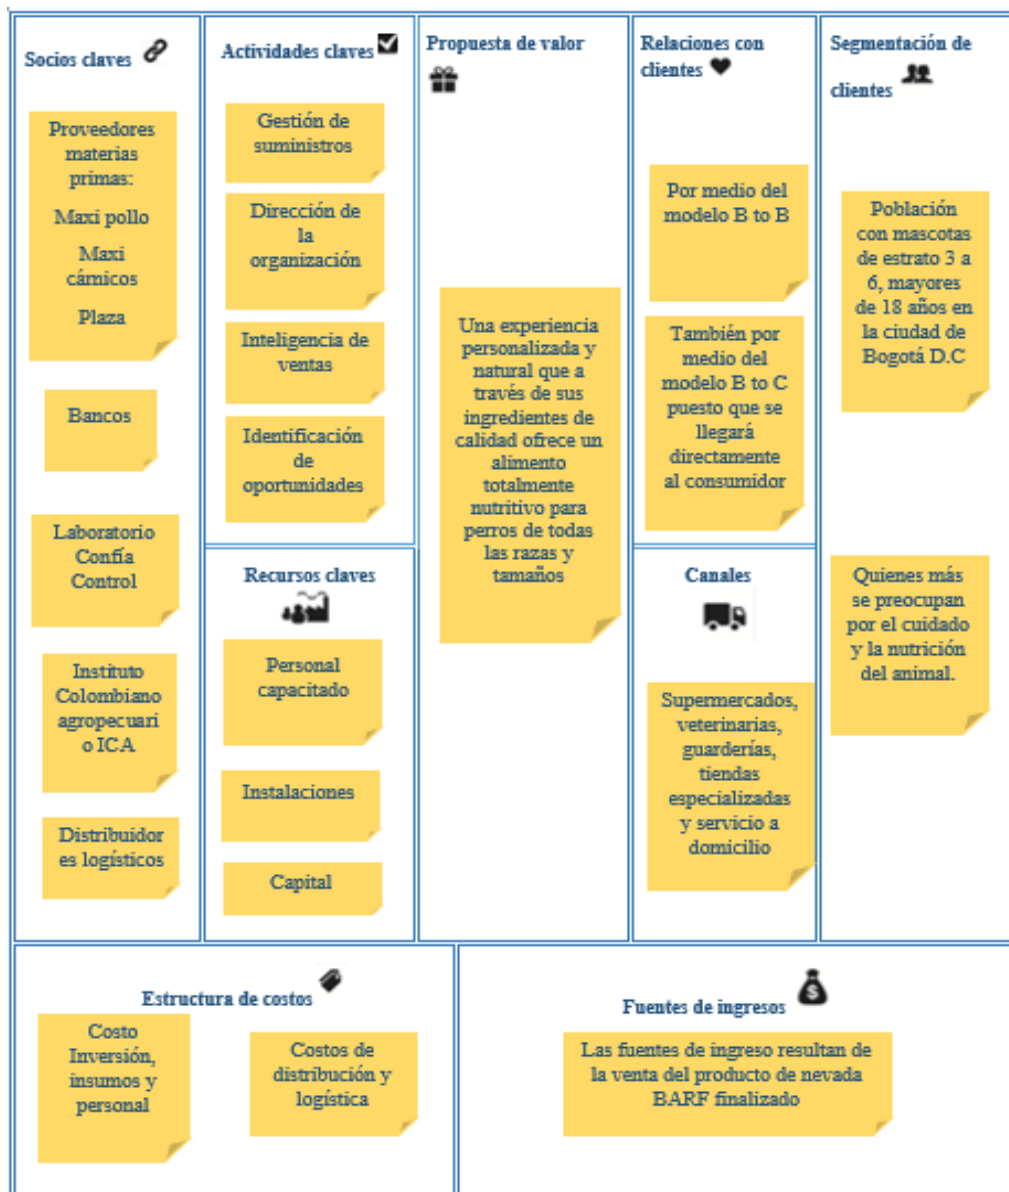 Socios claves
Proveedores
materias
primas:
Maxi pollo
Maxi
cárnicos
Plaza
Bancos
Laboratorio
Confía
Control
Instituto
Colombiano
agropecuari
o ICA
Distribuidor
es logísticos
Actividades claves
Gestión de
suministros
Dirección de
la
organización
Inteligencia de
ventas
Identificación
de
oportunidades
Recursos claves
Personal
capacitado
Instalaciones
Capital
Propuesta de valor
Una experiencia
personalizada y
natural que a
través de sus
ingredientes de
calidad ofrece un
alimento
totalmente
nutritivo para
perros de todas
las razas y
tamaños
Relaciones con
clientes
Por medio del
modelo B to B
También por
medio del
modelo B to C
puesto que se
llegará
directamente
al consumidor
Canales
Supermercados,
veterinarias,
guarderías,
tiendas
especializadas
y servicio a
domicilio
Segmentación de
clientes
Población
con mascotas
de estrato 3 a
6, mayores
de 18 años en
la ciudad de
Bogotá D.C
Quienes más
se preocupan
por el cuidado
y la nutrición
del animal.
Estructura de costos
Costo
Inversión,
insumos y
personal
Costos de
distribución y
logística
Fuentes de ingresos
Las fuentes de ingreso resultan de
la venta del producto de nevada
BARF finalizado